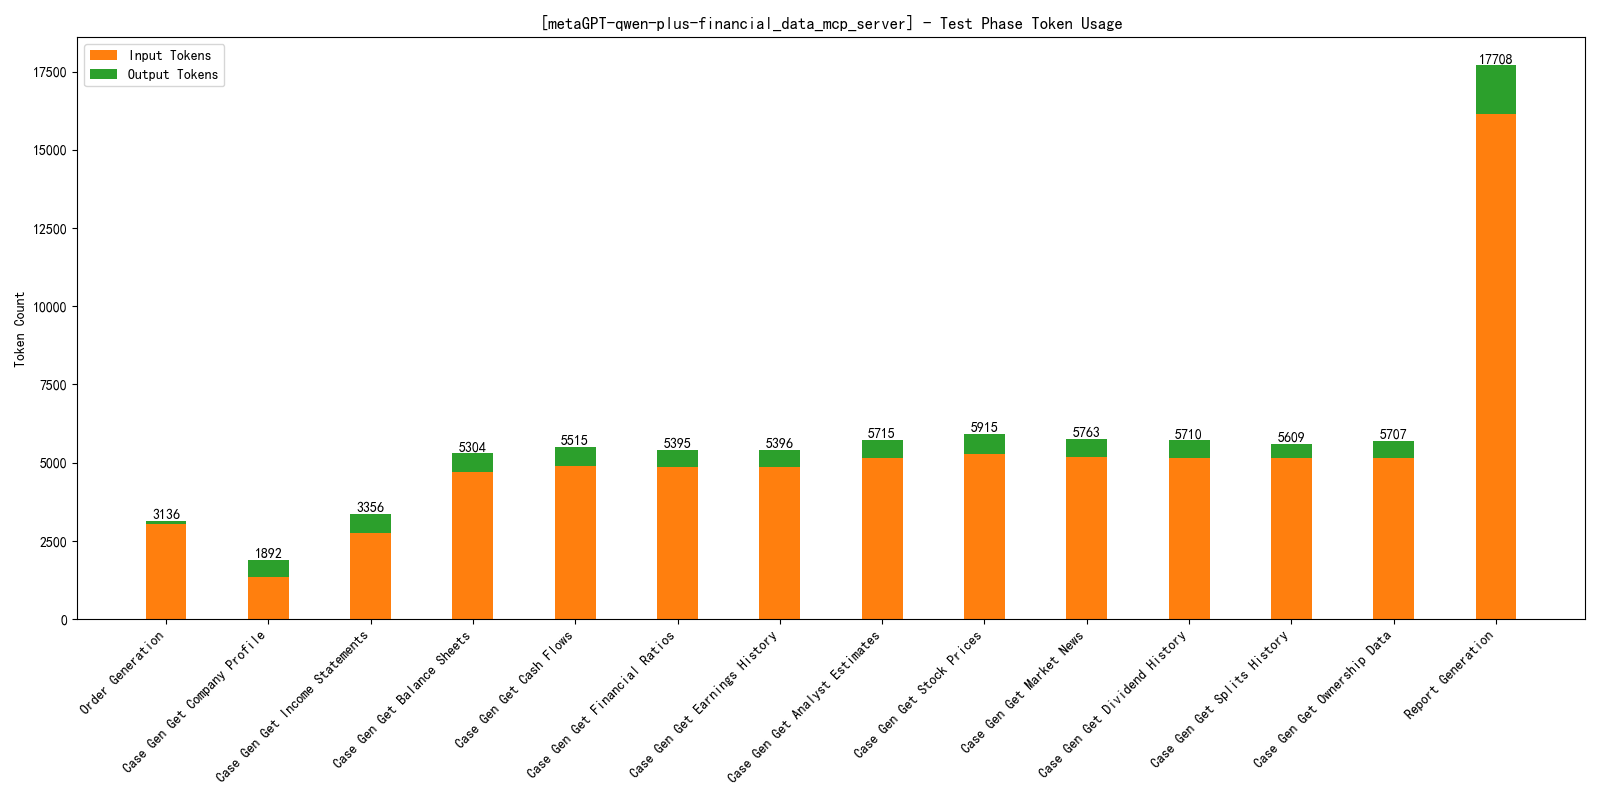 [metaGPT-qwen-plus-financial_data_mcp_server] - Test Phase Token Usage
Input Tokens
Output Tokens
Token Count
17500
15000
12500
10000
7500
5000
2500
0
3136
1892
3356
5304
5515
5395
5396
5715
5915
5763
5710
5609
5707
17708
Order Generation
Case Gen Get Company Profile
Case Gen Get Income Statements
Case Gen Get Balance Sheets
Case Gen Get Cash Flows
Case Gen Get Financial Ratios
Case Gen Get Earnings History
Case Gen Get Analyst Estimates
Case Gen Get Stock Prices
Case Gen Get Market News
Case Gen Get Dividend History
Case Gen Get Splits History
Case Gen Get Ownership Data
Report Generation